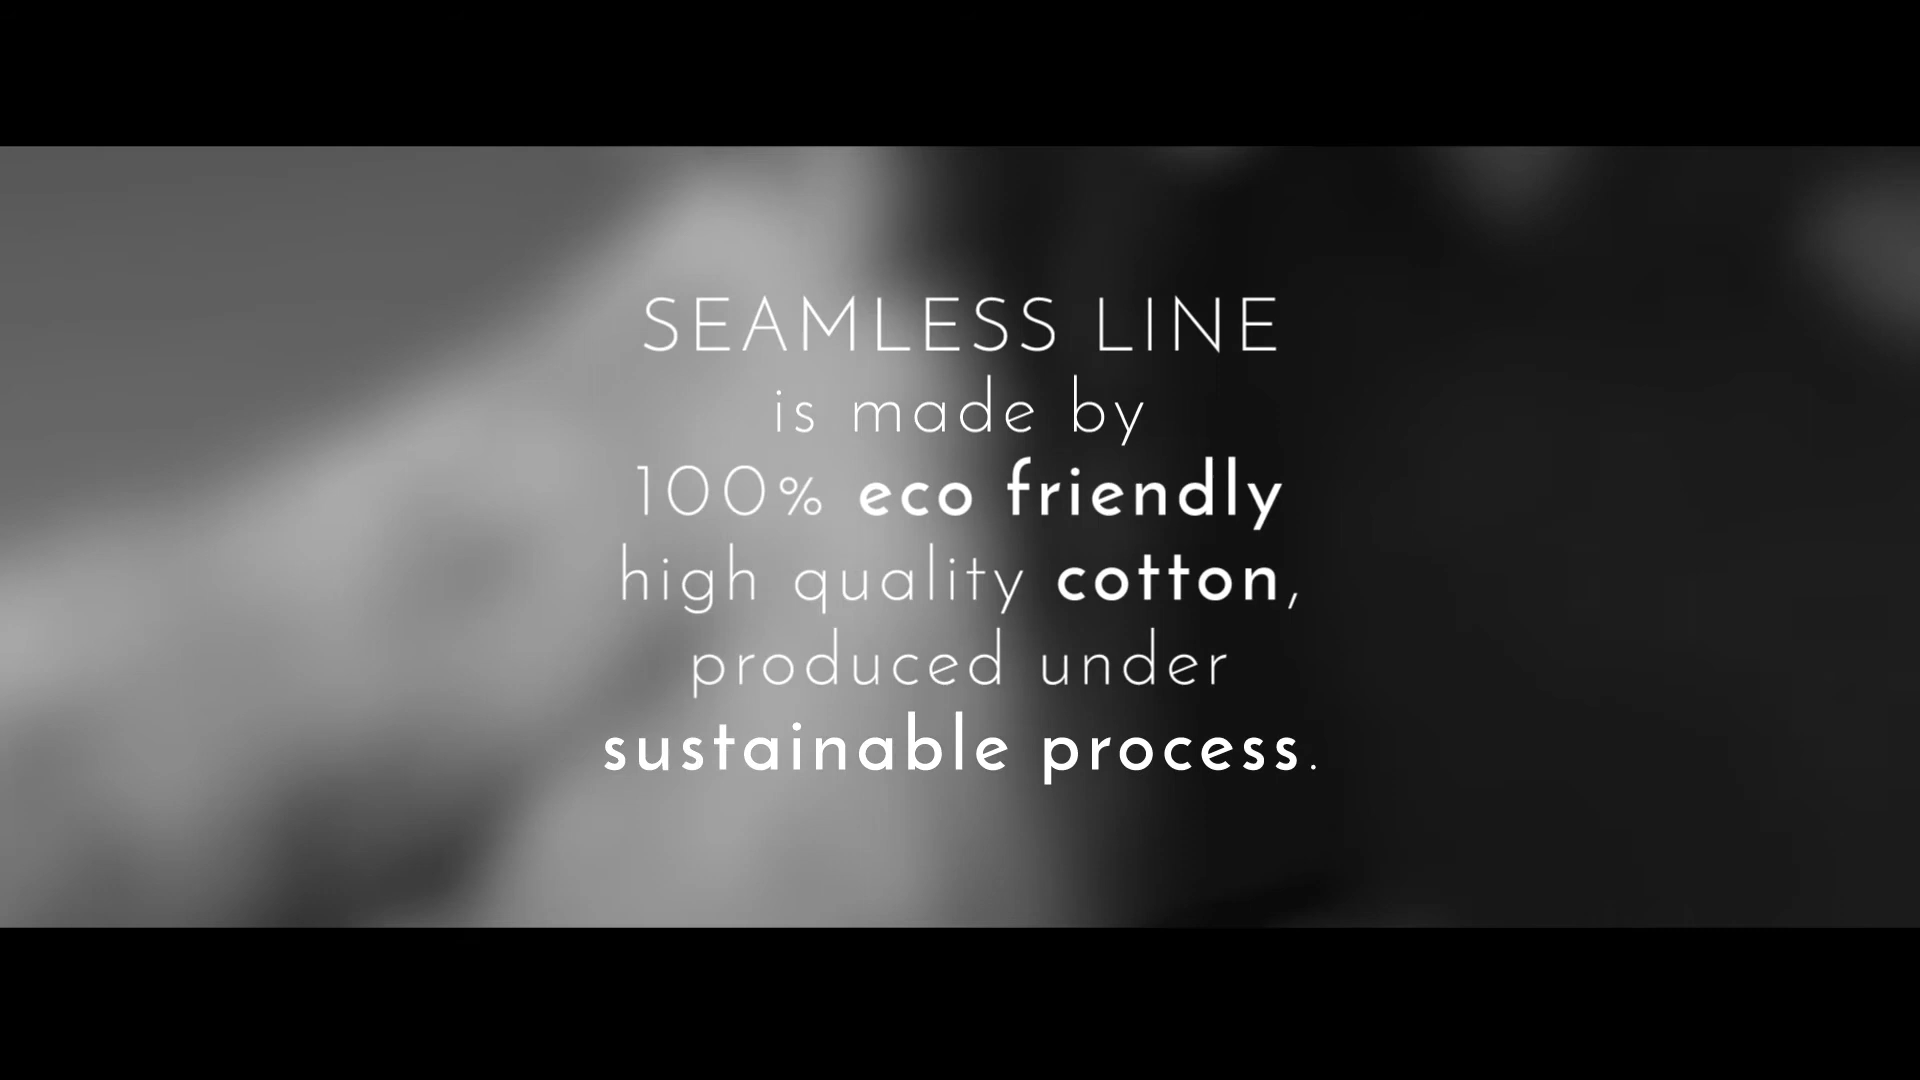 SEAMLESS LINE
is made by
100% eco friendly
high quality cotton,
produced under
sustainable process.